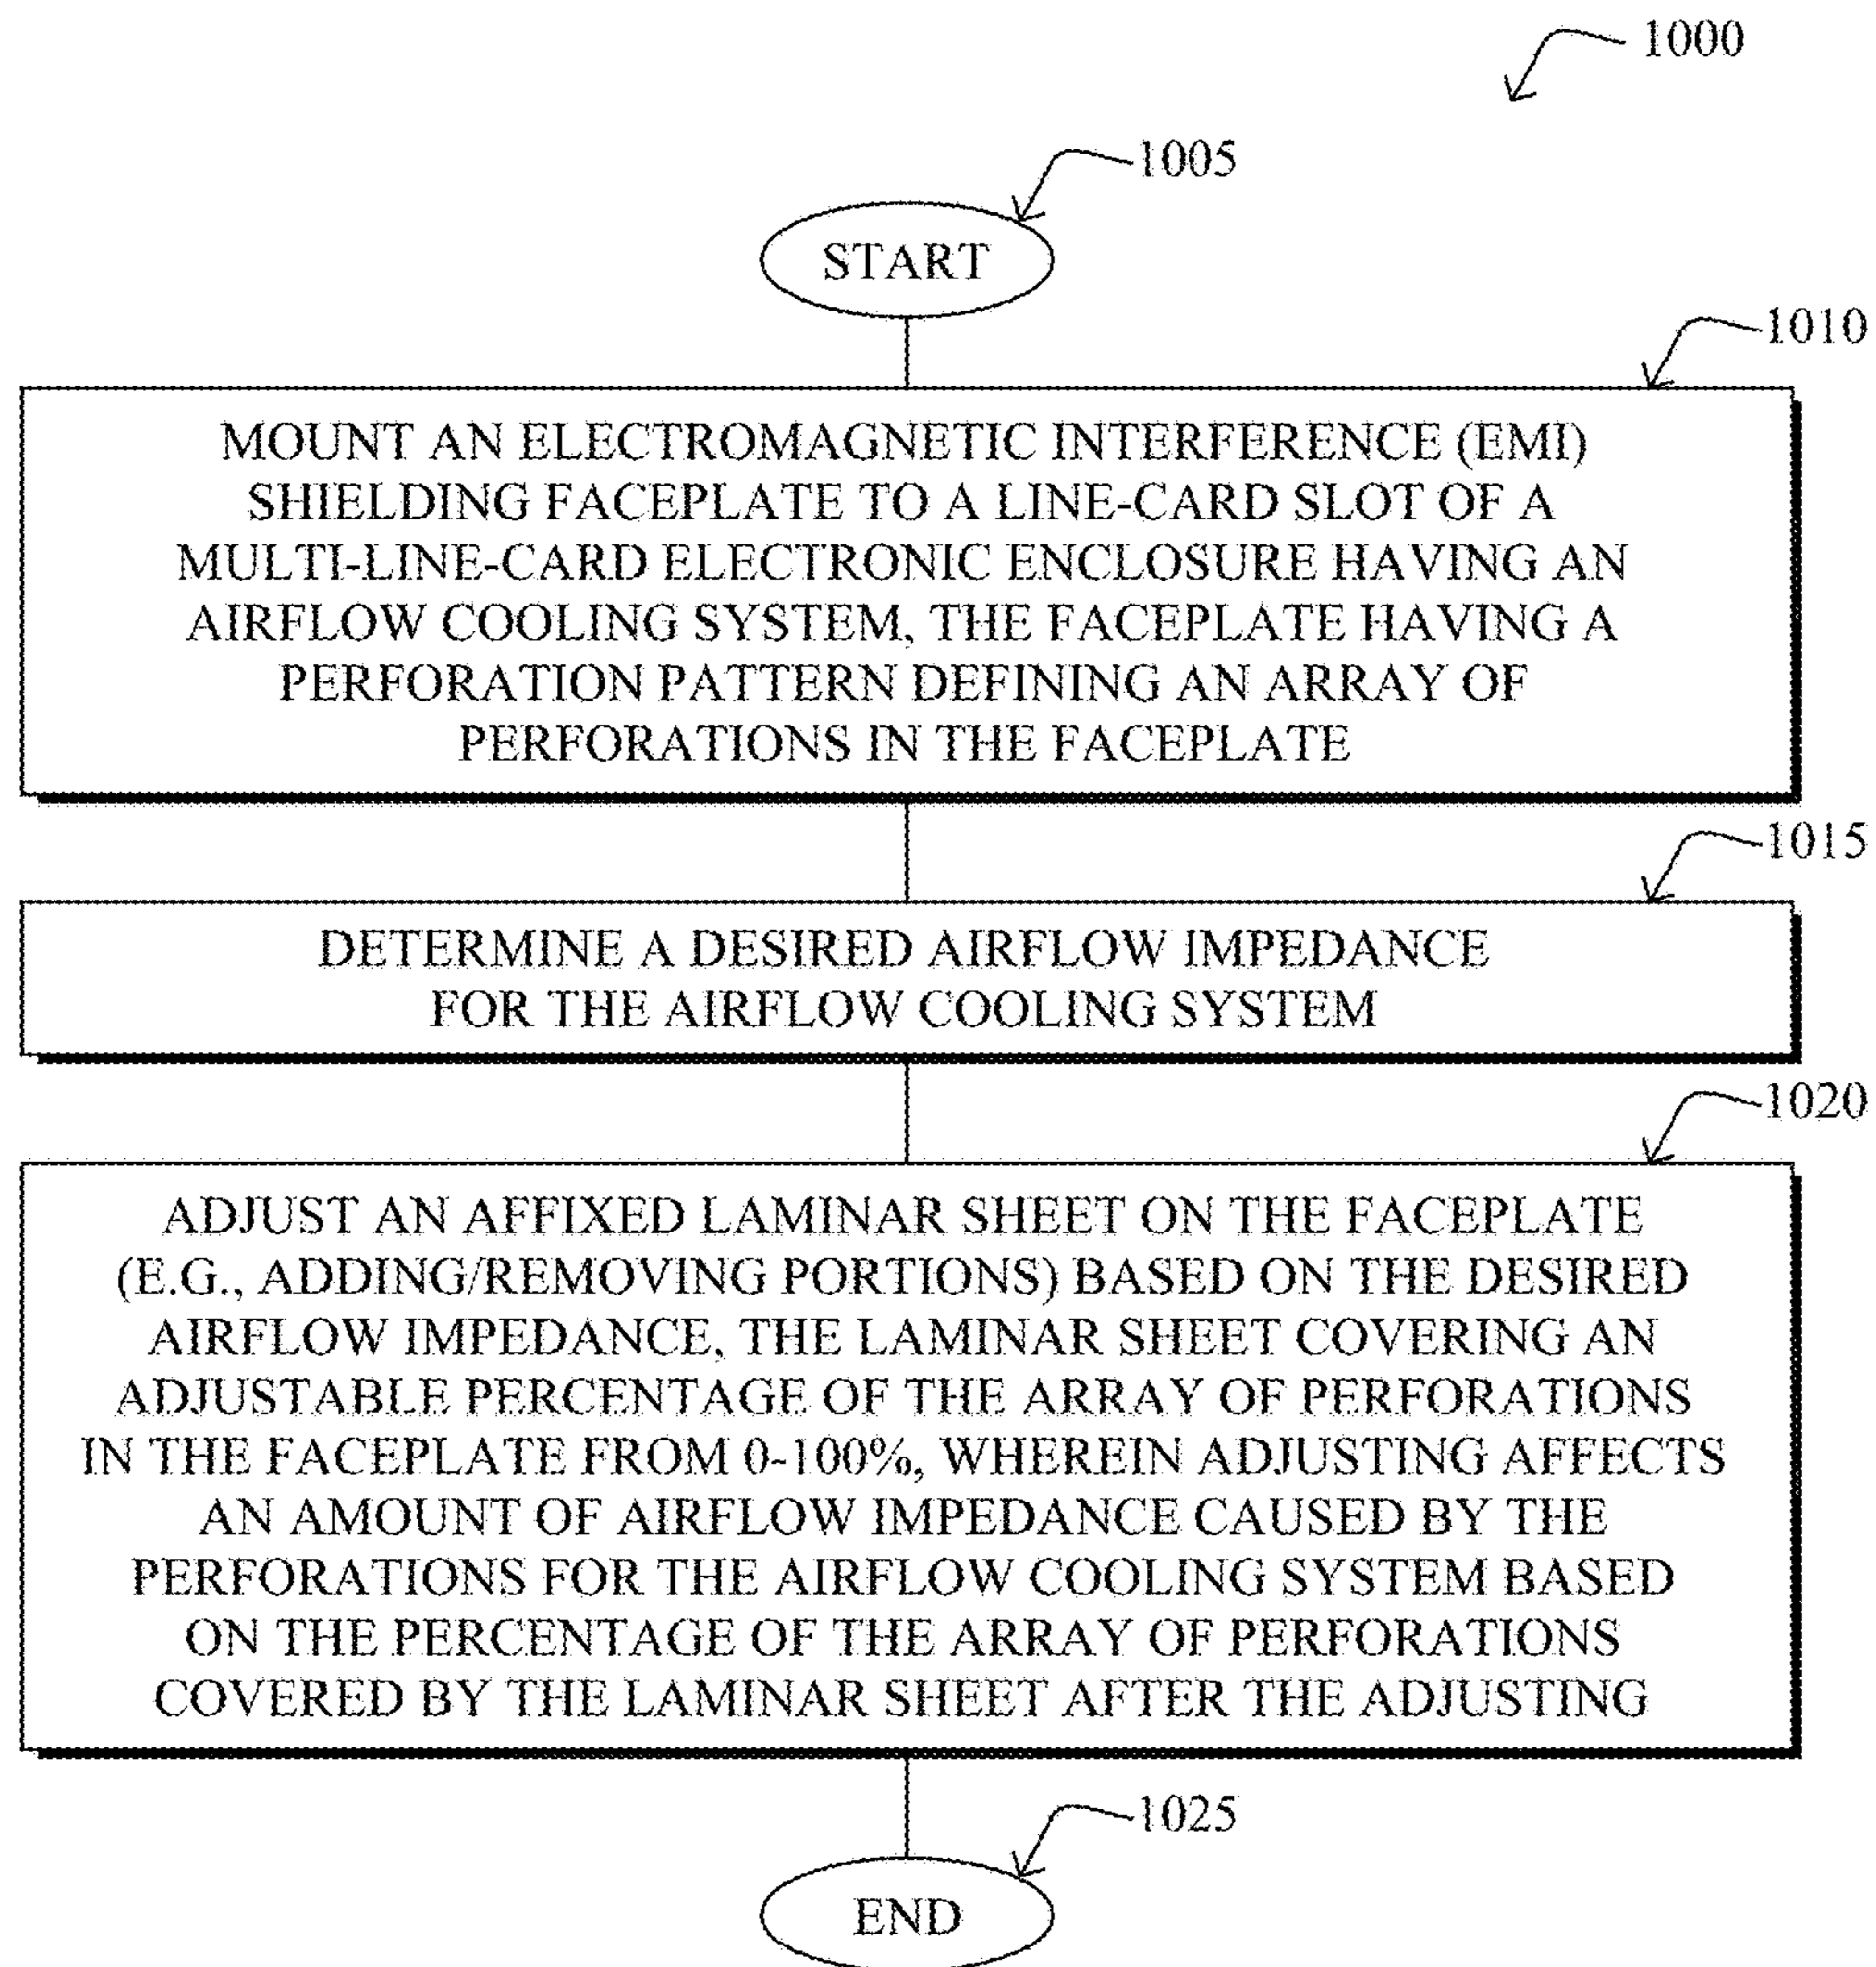 1000
1005
START
1010
MOUNT AN ELECTROMAGNETIC INTERFERENCE (EMI)
SHIELDING FACEPLATE TO A LINE-CARD SLOT OF A
MULTI-LINE-CARD ELECTRONIC ENCLOSURE HAVING AN
AIRFLOW COOLING SYSTEM, THE FACEPLATE HAVING A
PERFORATION PATTERN DEFINING AN ARRAY OF
PERFORATIONS IN THE FACEPLATE
1015
DETERMINE A DESIRED AIRFLOW IMPEDANCE
FOR THE AIRFLOW COOLING SYSTEM
1020
ADJUST AN AFFIXED LAMINAR SHEET ON THE FACEPLATE
(E.G., ADDING/REMOVING PORTIONS) BASED ON THE DESIRED
AIRFLOW IMPEDANCE, THE LAMINAR SHEET COVERING AN
ADJUSTABLE PERCENTAGE OF THE ARRAY OF PERFORATIONS
IN THE FACEPLATE FROM 0-100%, WHEREIN ADJUSTING AFFECTS
AN AMOUNT OF AIRFLOW IMPEDANCE CAUSED BY THE
PERFORATIONS FOR THE AIRFLOW COOLING SYSTEM BASED
ON THE PERCENTAGE OF THE ARRAY OF PERFORATIONS
COVERED BY THE LAMINAR SHEET AFTER THE ADJUSTING
1025
END